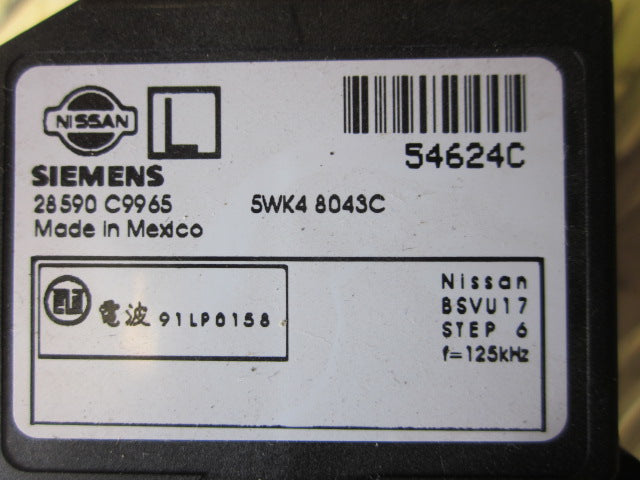 NISSAN
L
54624C
SIEMENS
28590 C9965 5WK4 8043C
Made in Mexico
電波 91LP0158
Nissan
BSVU17
STEP 6
f=125kHz